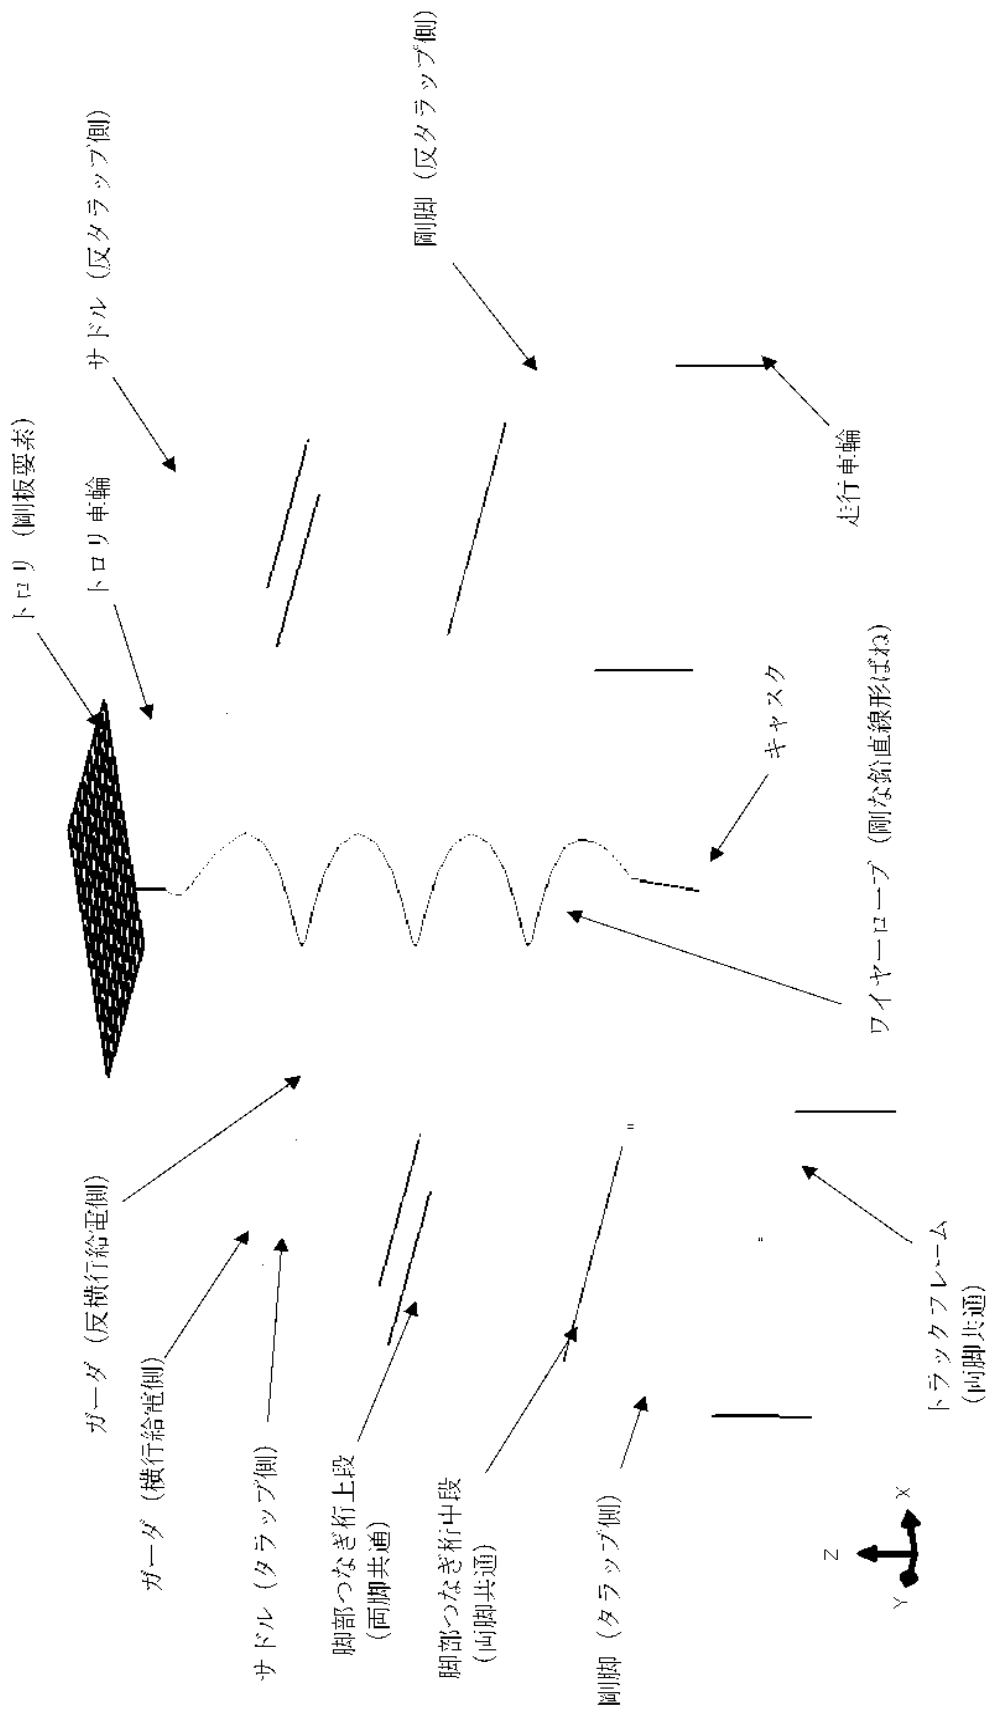 トロリ（剛板要素）
トロリ車輪
サドル（反タラップ側）
剛脚（反タラップ側）
走行車輪
キャスク
ワイヤーロープ（剛な鉛直線形ばね）
ガーダ（反横行給電側）
ガーダ（横行給電側）
サドル（タラップ側）
脚部つなぎ桁上段
（両脚共通）
脚部つなぎ桁中段
（両脚共通）
剛脚（タラップ側）
トラックフレーム
（両脚共通）
Z
Y
X